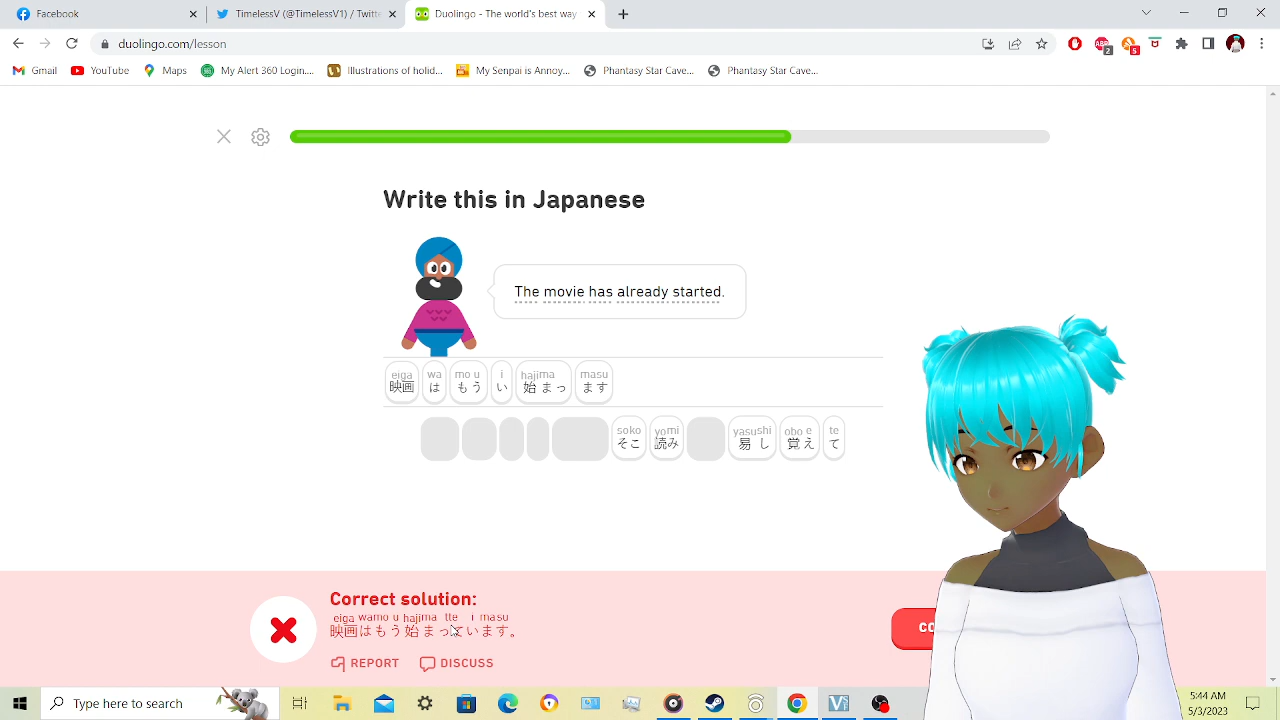 Facebook
TimelessV (@TimelessV1) / Twitte
Duolingo - The world's best way
duolingo.com/lesson
ABP 2
5
Gmail
YouTube
Maps
My Alert 360 Login...
Illustrations of holid...
My Senpai is Annoy...
Phantasy Star Cave...
Phantasy Star Cave...
Write this in Japanese
The movie has already started.
eiga wa mo u i hajima masu
映画 は もう い 始まっ ます
soko yomi yasushi obo e te
そこ 読み 易し 覚え て
Correct solution:
eiga wa mo u hajima tte i masu
映画はもう始まっています。
CO
REPORT
DISCUSS
Type here to search
5:44 AM
5/3/2023